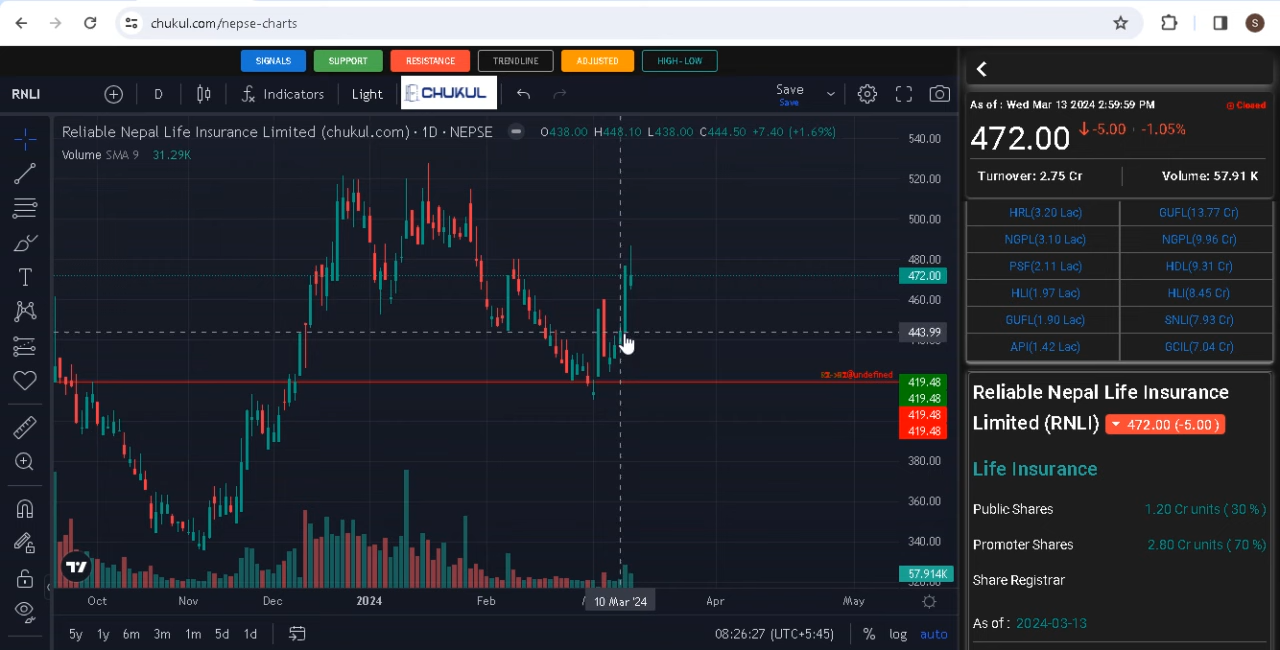 chukul.com/nepse-charts
S
SIGNALS SUPPORT RESISTANCE TRENDLINE ADJUSTED HIGH-LOW
RNLI D Indicators Light CHUKUL Save
Save
Reliable Nepal Life Insurance Limited (chukul.com) · 1D · NEPSE O438.00 H448.10 L438.00 C444.50 +7.40 (+1.69%)
Volume SMA 9 31.29K
540.00
520.00
500.00
480.00
472.00
460.00
443.99
419.48
419.48
419.48
419.48
380.00
360.00
340.00
57.914K
Oct Nov Dec 2024 Feb 10 Mar '24 Apr May
5y 1y 6m 3m 1m 5d 1d 08:26:27 (UTC+5:45) % log auto
As of : Wed Mar 13 2024 2:59:59 PM Closed
472.00 -5.00 -1.05%
Turnover: 2.75 Cr Volume: 57.91 K
HRL(3.20 Lac) GUFL(13.77 Cr)
NGPL(3.10 Lac) NGPL(9.96 Cr)
PSF(2.11 Lac) HDL(9.31 Cr)
HLI(1.97 Lac) HLI(8.45 Cr)
GUFL(1.90 Lac) SNLI(7.93 Cr)
API(1.42 Lac) GCIL(7.04 Cr)
Reliable Nepal Life Insurance
Limited (RNLI) 472.00 (-5.00 )
Life Insurance
Public Shares 1.20 Cr units ( 30 % )
Promoter Shares 2.80 Cr units ( 70 % )
Share Registrar
As of : 2024-03-13